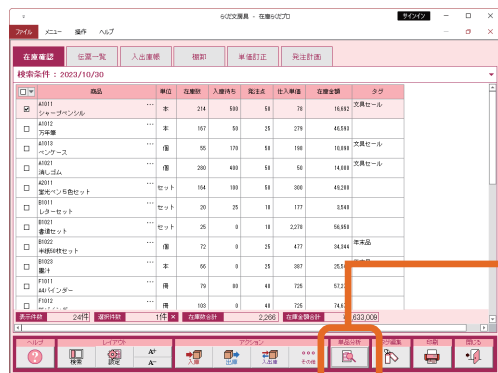 らくだ文房具 - 在庫らくだプロ
サインイン
ファイル メニュー 操作 ヘルプ
在庫確認 伝票一覧 入出庫帳 棚卸 単価訂正 発注計画
検索条件：2023/10/30
商品 単位 在庫数 入庫待ち 発注点 仕入単価 在庫金額 タグ
A1011 … 本 214 500 50 78 16,692 文具セール
シャープペンシル
A1012 … 本 167 50 25 279 46,593
万年筆
A1013 … 個 55 170 50 198 10,890 文具セール
ペンケース
A1021 … 個 280 400 50 50 14,000 文具セール
消しゴム
A2011 … セット 164 100 50 300 49,200
蛍光ペン5色セット
B1011 … セット 20 25 10 177 3,540
レターセット
B1021 … セット 25 0 10 2,278 56,950
書道セット
B1022 … 個 72 0 25 477 34,344 年末品
半紙50枚セット
B1023 … 本 66 0 25 387
墨汁
F1011 … 冊 79 60 40 725
A4バインダー
F1012 … 冊 103 0 40 725
表示件数 24件 選択件数 1件 × 在庫数合計 2,266 在庫金額合計 633,009
ヘルプ レイアウト アクション 単品分析 タグ編集 印刷 閉じる
検索 設定 A+ A- 入庫 出庫 入出庫 その他